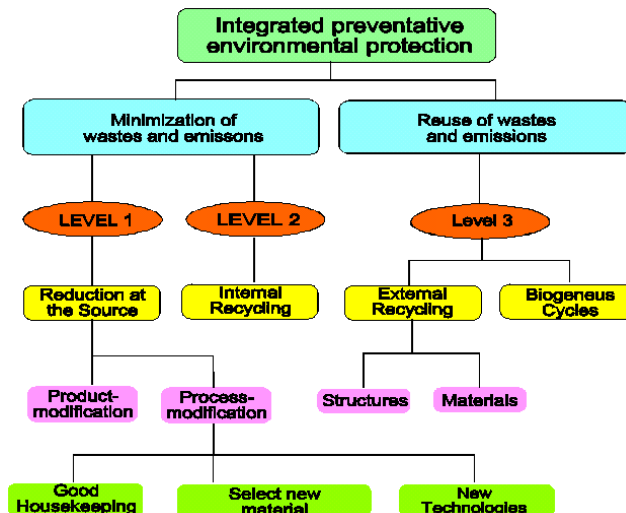 Integrated preventative
environmental protection
Minimization of
wastes and emissons
Reuse of wastes
and emissions
LEVEL 1
LEVEL 2
Level 3
Reduction at
the Source
Internal
Recycling
External
Recycling
Biogeneus
Cycles
Product-
modification
Process-
modification
Structures
Materials
Good
Housekeeping
Select new
material
New
Technologies